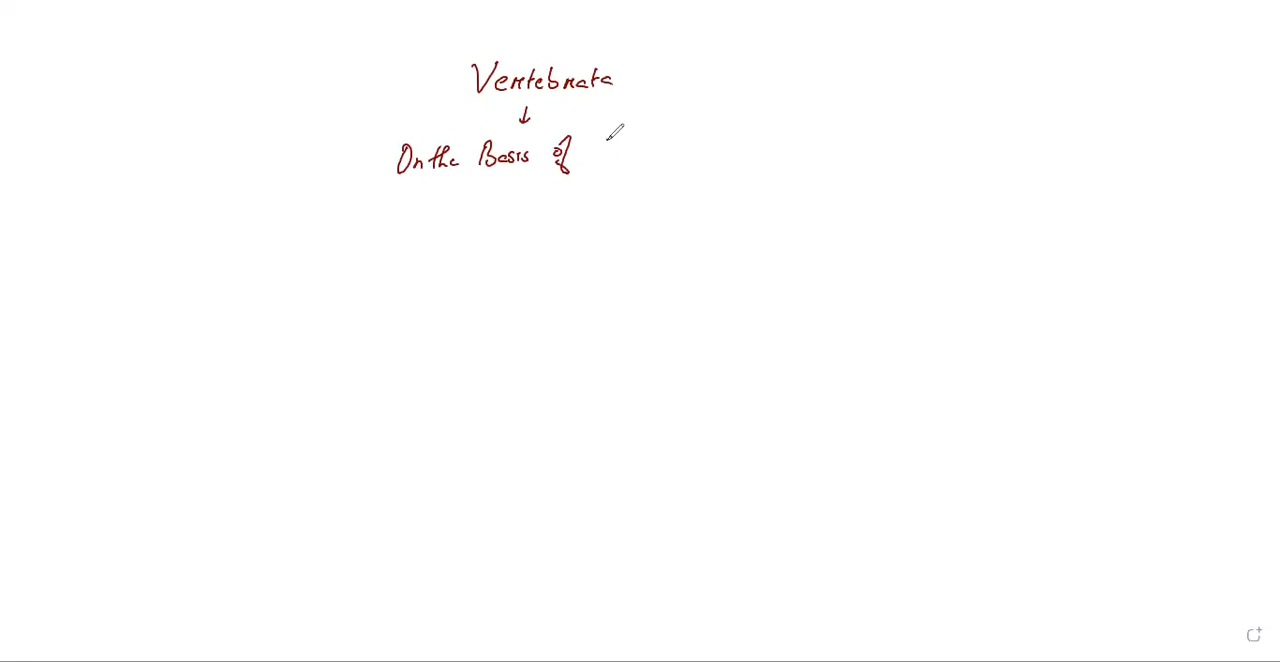 Vertebrata
↓
On the Basis of